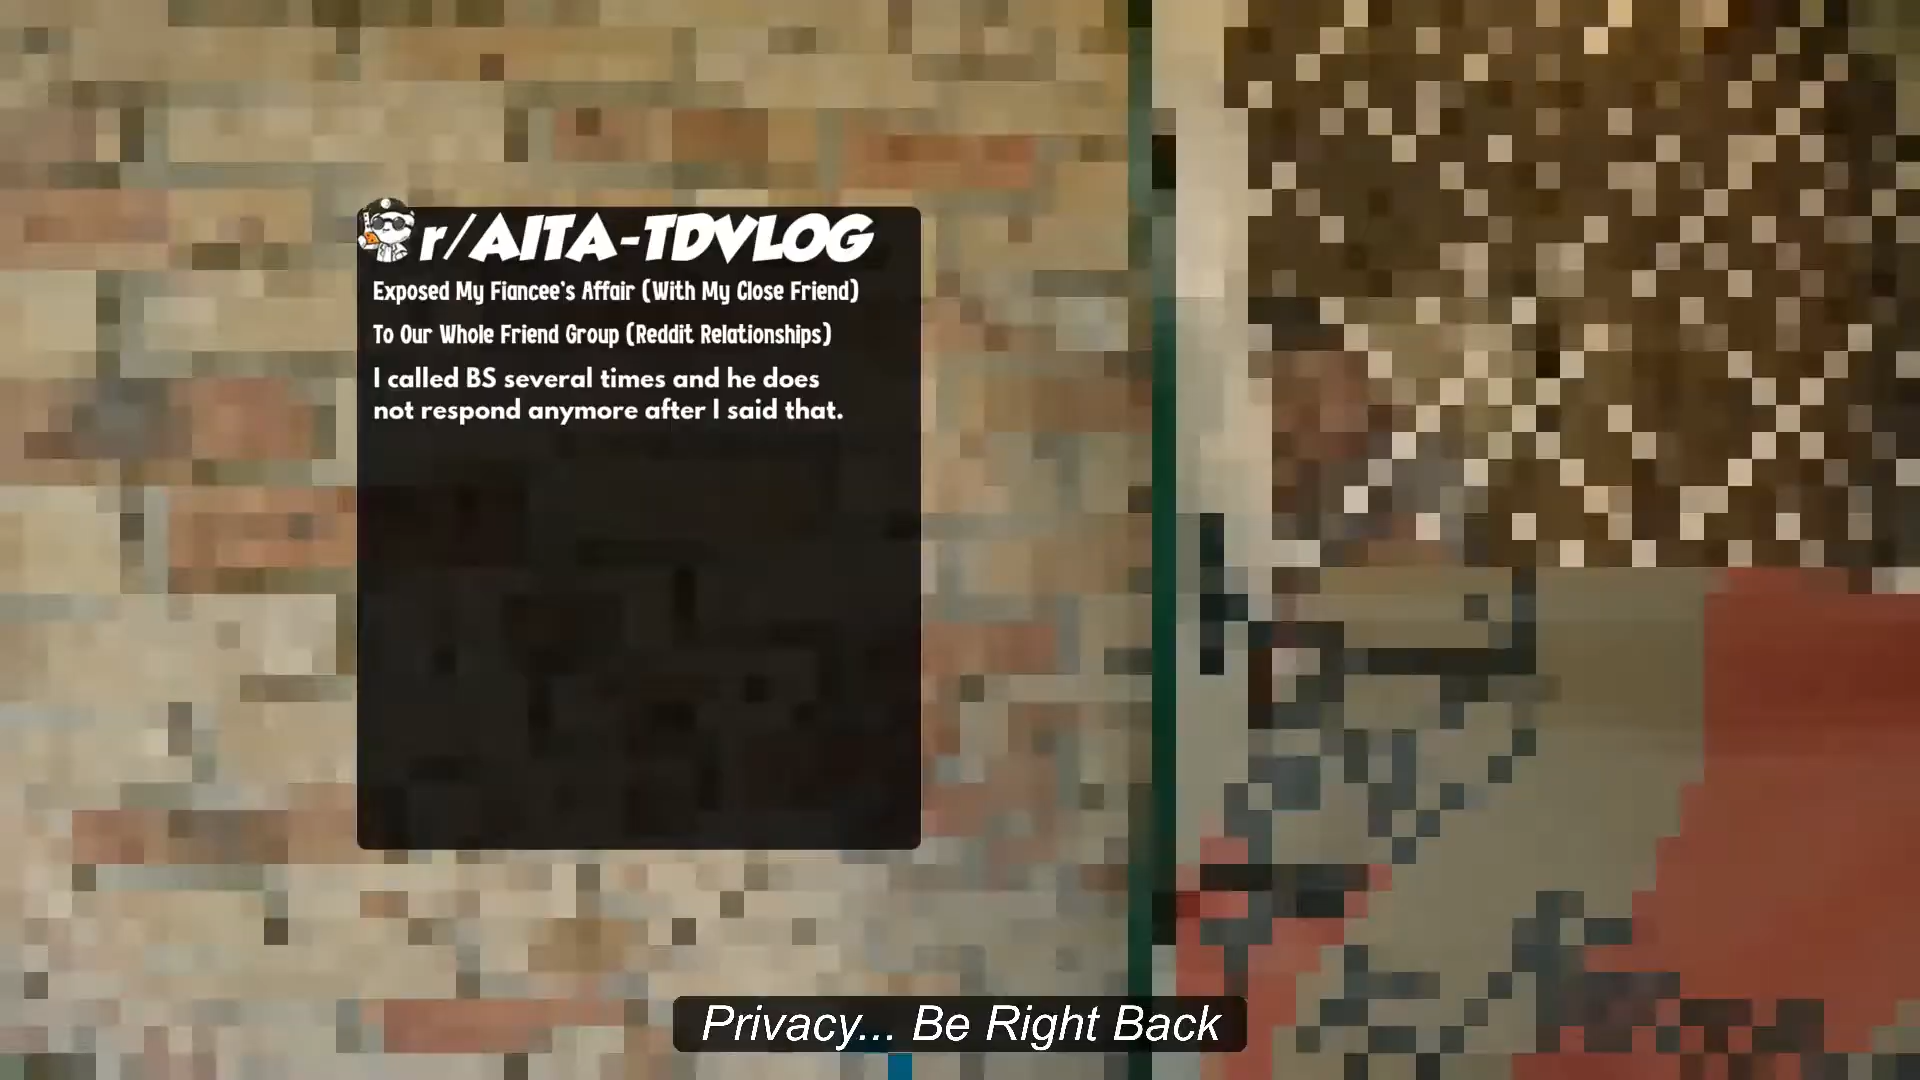 r/AITA-TDVLOG
Exposed My Fiancee's Affair (With My Close Friend)
To Our Whole Friend Group (Reddit Relationships)
I called BS several times and he does
not respond anymore after I said that.
Privacy... Be Right Back